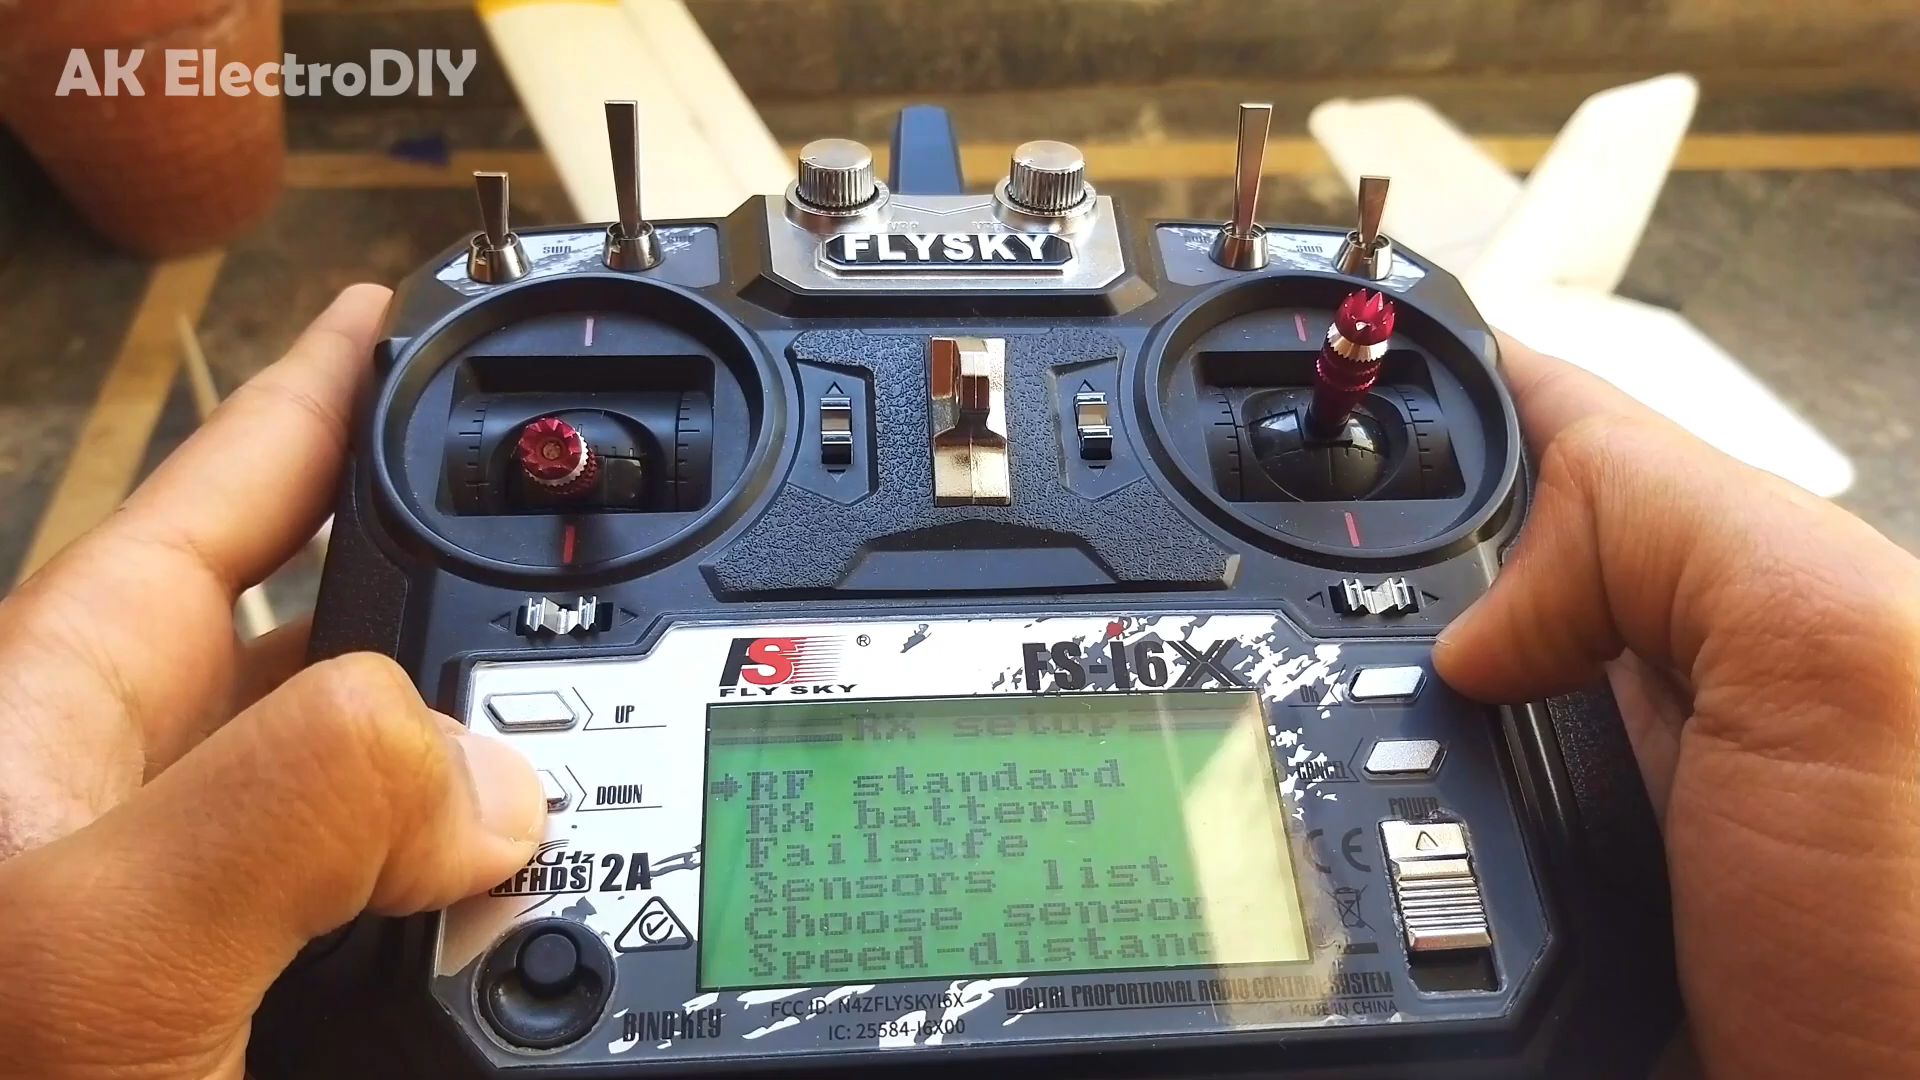 AK ElectroDIY
FLYSKY
FS ®
FLY SKY
FS-i6X
UP
DOWN
OK
CANCEL
Rx setup
RF standard
Rx battery
Failsafe
Sensors list
Choose sensor
Speed-distanc
POWER
CE
AFHDS 2A
BIND KEY
FCC ID: N4ZFLYSKYI6X
IC: 25584-I6X00
DIGITAL PROPORTIONAL RADIO CONTROL SYSTEM
MADE IN CHINA